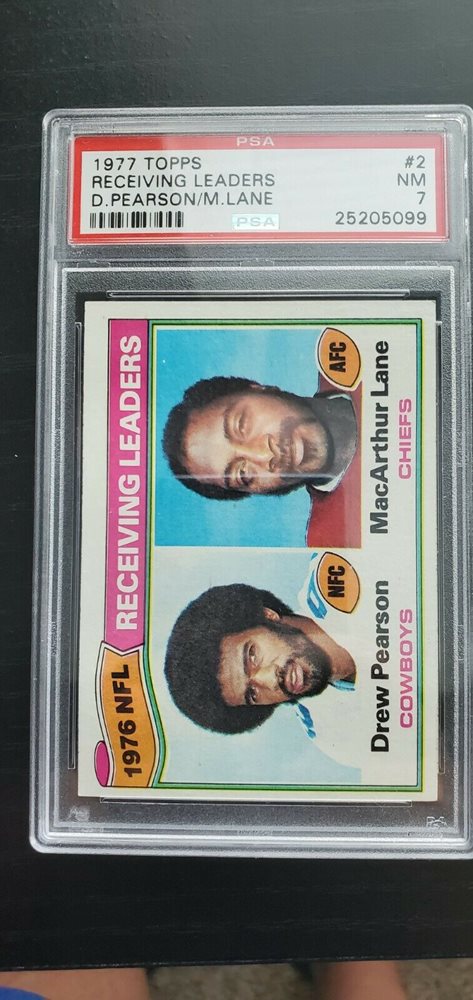 PSA
1977 TOPPS #2
RECEIVING LEADERS NM
D.PEARSON/M.LANE 7
PSA 25205099
1976 NFL RECEIVING LEADERS
NFC
AFC
Drew Pearson
COWBOYS
MacArthur Lane
CHIEFS